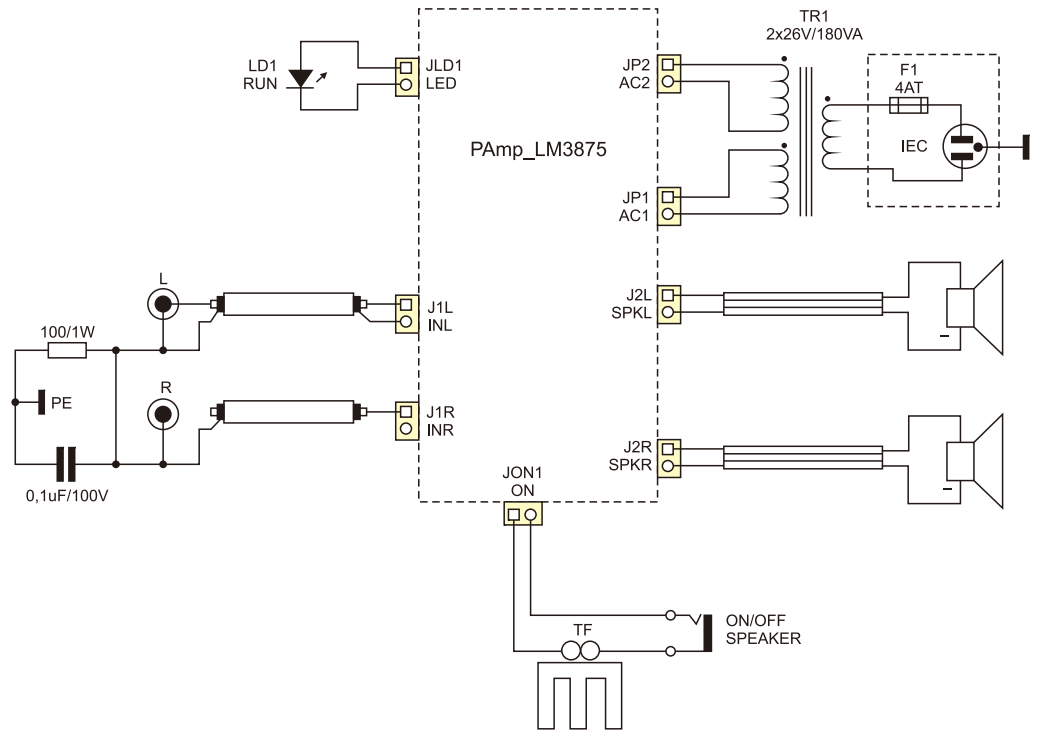 TR1
2x26V/180VA
LD1
RUN
JLD1
LED
JP2
AC2
F1
4AT
IEC
PAmp_LM3875
JP1
AC1
L
J1L
INL
J2L
SPKL
100/1W
PE
R
J1R
INR
J2R
SPKR
0,1uF/100V
JON1
ON
TF
ON/OFF
SPEAKER